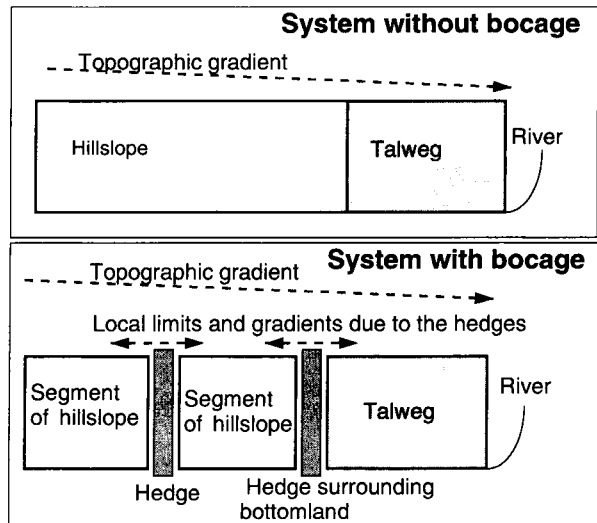 System without bocage
Topographic gradient
Hillslope
Talweg
River
System with bocage
Topographic gradient
Local limits and gradients due to the hedges
Segment
of hillslope
Segment
of hillslope
Talweg
River
Hedge
Hedge surrounding
bottomland